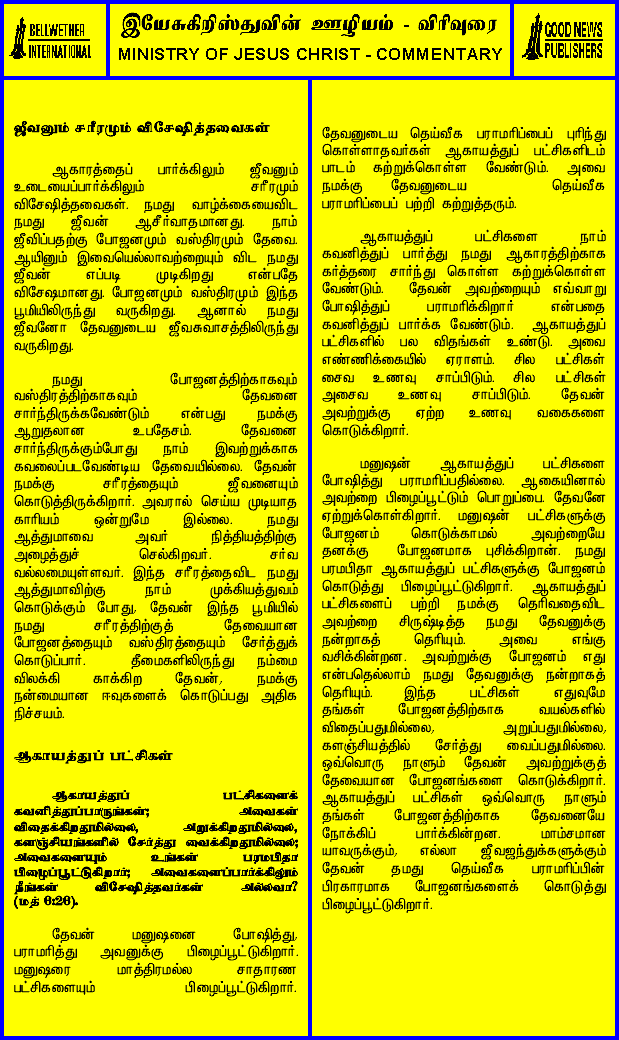 BELLWETHER
INTERNATIONAL
இயேசுகிறிஸ்துவின் ஊழியம் - விரிவுரை
MINISTRY OF JESUS CHRIST - COMMENTARY
GOOD NEWS
PUBLISHERS
ஜீவனும் சரீரமும் விசேஷித்தவைகள்
ஆகாரத்தைப் பார்க்கிலும் ஜீவனும்
உடையைப்பார்க்கிலும் சரீரமும்
விசேஷித்தவைகள். நமது வாழ்க்கையைவிட
நமது ஜீவன் ஆசீர்வாதமானது. நாம்
ஜீவிப்பதற்கு போஜனமும் வஸ்திரமும் தேவை.
ஆயினும் இவையெல்லாவற்றையும் விட நமது
ஜீவன் எப்படி முடிகிறது என்பதே
விசேஷமானது. போஜனமும் வஸ்திரமும் இந்த
பூமியிலிருந்து வருகிறது. ஆனால் நமது
ஜீவனோ தேவனுடைய ஜீவசுவாசத்திலிருந்து
வருகிறது.
நமது போஜனத்திற்காகவும்
வஸ்திரத்திற்காகவும் தேவனை
சார்ந்திருக்கவேண்டும் என்பது நமக்கு
ஆறுதலான உபதேசம். தேவனை
சார்ந்திருக்கும்போது நாம் இவற்றுக்காக
கவலைப்படவேண்டிய தேவையில்லை. தேவன்
நமக்கு சரீரத்தையும் ஜீவனையும்
கொடுத்திருக்கிறார். அவரால் செய்ய முடியாத
காரியம் ஒன்றுமே இல்லை. நமது
ஆத்துமாவை அவர் நித்தியத்திற்கு
அழைத்துச் செல்கிறவர். சர்வ
வல்லமையுள்ளவர். இந்த சரீரத்தைவிட நமது
ஆத்துமாவிற்கு நாம் முக்கியத்துவம்
கொடுக்கும் போது, தேவன் இந்த பூமியில்
நமது சரீரத்திற்குத் தேவையான
போஜனத்தையும் வஸ்திரத்தையும் சேர்த்துக்
கொடுப்பார். தீமைகளிலிருந்து நம்மை
விலக்கி காக்கிற தேவன், நமக்கு
நன்மையான ஈவுகளைக் கொடுப்பது அதிக
நிச்சயம்.
ஆகாயத்துப் பட்சிகள்
ஆகாயத்துப் பட்சிகளைக்
கவனித்துப்பாருங்கள்; அவைகள்
விதைக்கிறதுமில்லை, அறுக்கிறதுமில்லை,
களஞ்சியங்களில் சேர்த்து வைக்கிறதுமில்லை;
அவைகளையும் உங்கள் பரமபிதா
பிழைப்பூட்டுகிறார்; அவைகளைப்பார்க்கிலும்
நீங்கள் விசேஷித்தவர்கள் அல்லவா?
(மத் 6:26).
தேவன் மனுஷனை போஷித்து,
பராமரித்து அவனுக்கு பிழைப்பூட்டுகிறார்.
மனுஷரை மாத்திரமல்ல சாதாரண
பட்சிகளையும் பிழைப்பூட்டுகிறார்.
தேவனுடைய தெய்வீக பராமரிப்பைப் புரிந்து
கொள்ளாதவர்கள் ஆகாயத்துப் பட்சிகளிடம்
பாடம் கற்றுக்கொள்ள வேண்டும். அவை
நமக்கு தேவனுடைய தெய்வீக
பராமரிப்பைப் பற்றி கற்றுத்தரும்.
ஆகாயத்துப் பட்சிகளை நாம்
கவனித்துப் பார்த்து நமது ஆகாரத்திற்காக
கர்த்தரை சார்ந்து கொள்ள கற்றுக்கொள்ள
வேண்டும். தேவன் அவற்றையும் எவ்வாறு
போஷித்துப் பராமரிக்கிறார் என்பதை
கவனித்துப் பார்க்க வேண்டும். ஆகாயத்துப்
பட்சிகளில் பல விதங்கள் உண்டு. அவை
எண்ணிக்கையில் ஏராளம். சில பட்சிகள்
சைவ உணவு சாப்பிடும். சில பட்சிகள்
அசைவ உணவு சாப்பிடும். தேவன்
அவற்றுக்கு ஏற்ற உணவு வகைகளை
கொடுக்கிறார்.
மனுஷன் ஆகாயத்துப் பட்சிகளை
போஷித்து பராமரிப்பதில்லை. ஆகையினால்
அவற்றை பிழைப்பூட்டும் பொறுப்பை. தேவனே
ஏற்றுக்கொள்கிறார். மனுஷன் பட்சிகளுக்கு
போஜனம் கொடுக்காமல் அவற்றையே
தனக்கு போஜனமாக புசிக்கிறான். நமது
பரமபிதா ஆகாயத்துப் பட்சிகளுக்கு போஜனம்
கொடுத்து பிழைப்பூட்டுகிறார். ஆகாயத்துப்
பட்சிகளைப் பற்றி நமக்கு தெரிவதைவிட
அவற்றை சிருஷ்டித்த நமது தேவனுக்கு
நன்றாகத் தெரியும். அவை எங்கு
வசிக்கின்றன. அவற்றுக்கு போஜனம் எது
என்பதெல்லாம் நமது தேவனுக்கு நன்றாகத்
தெரியும். இந்த பட்சிகள் எதுவுமே
தங்கள் போஜனத்திற்காக வயல்களில்
விதைப்பதுமில்லை, அறுப்பதுமில்லை,
களஞ்சியத்தில் சேர்த்து வைப்பதுமில்லை.
ஒவ்வொரு நாளும் தேவன் அவற்றுக்குத்
தேவையான போஜனங்களை கொடுக்கிறார்.
ஆகாயத்துப் பட்சிகள் ஒவ்வொரு நாளும்
தங்கள் போஜனத்திற்காக தேவனையே
நோக்கிப் பார்க்கின்றன. மாம்சமான
யாவருக்கும், எல்லா ஜீவஜந்துக்களுக்கும்
தேவன் தமது தெய்வீக பராமரிப்பின்
பிரகாரமாக போஜனங்களைக் கொடுத்து
பிழைப்பூட்டுகிறார்.